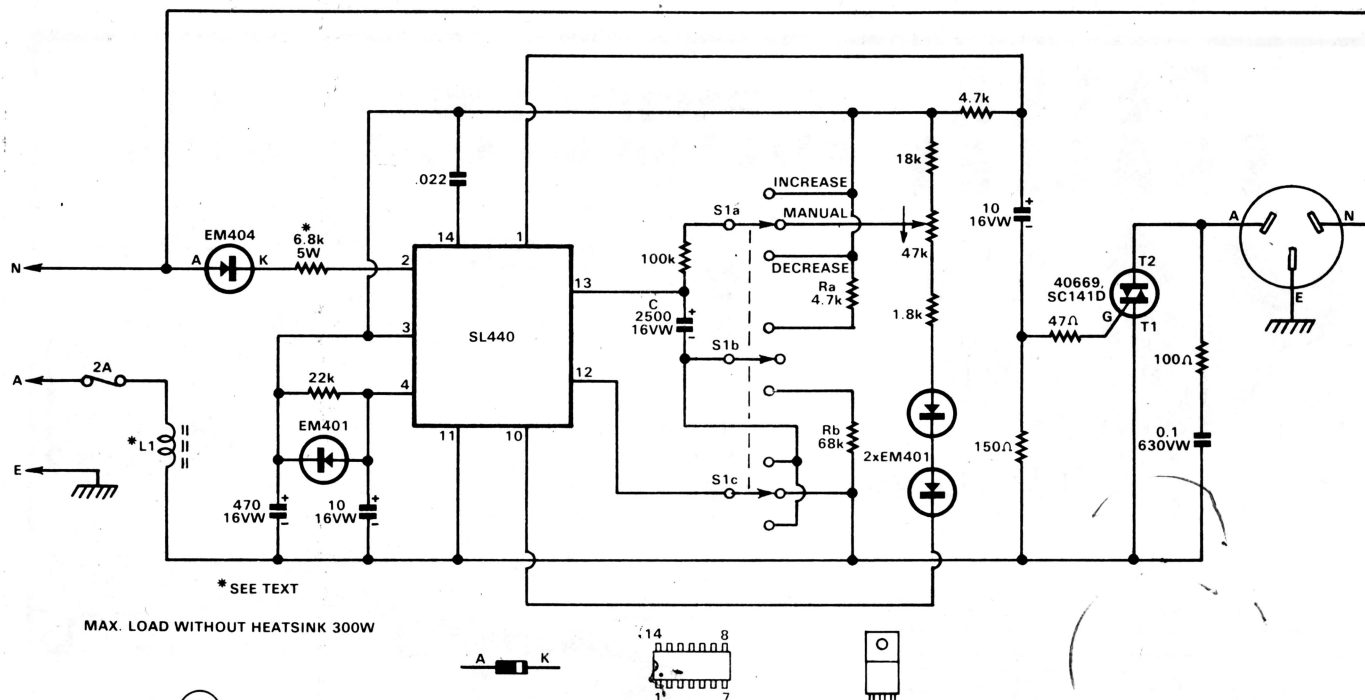 4.7k
18k
.022
INCREASE
S1a
MANUAL
10
16VW
+
-
A
N
EM404
*
6.8k
5W
14
1
N
A
K
2
100k
13
DECREASE
47k
T2
40669,
SC141D
G
T1
E
C
2500
16VW
+
-
Ra
4.7k
1.8k
47Ω
3
SL440
S1b
2A
A
22k
4
12
100Ω
EM401
*L1
11
10
Rb
68k
2xEM401
150Ω
0.1
630VW
E
S1c
470
16VW
+
-
10
16VW
+
-
*SEE TEXT
MAX. LOAD WITHOUT HEATSINK 300W
14
8
A
K
1
7